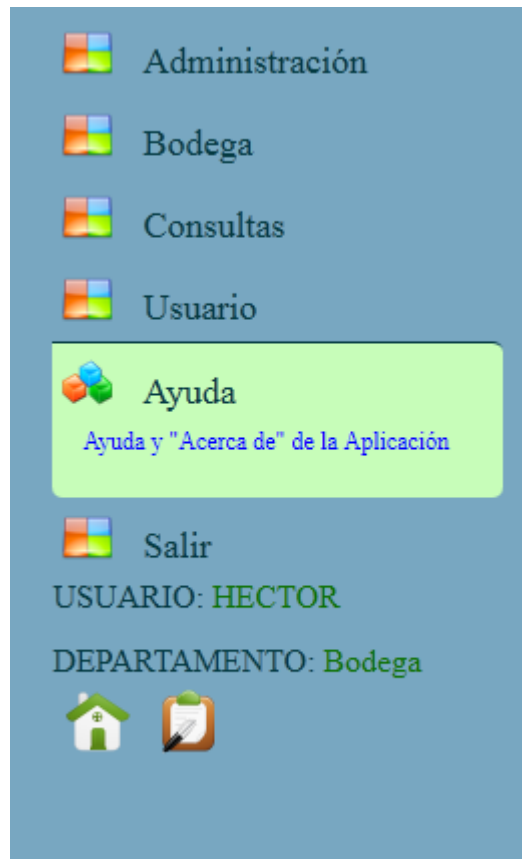 Administración
Bodega
Consultas
Usuario
Ayuda
Ayuda y "Acerca de" de la Aplicación
Salir
USUARIO: HECTOR
DEPARTAMENTO: Bodega